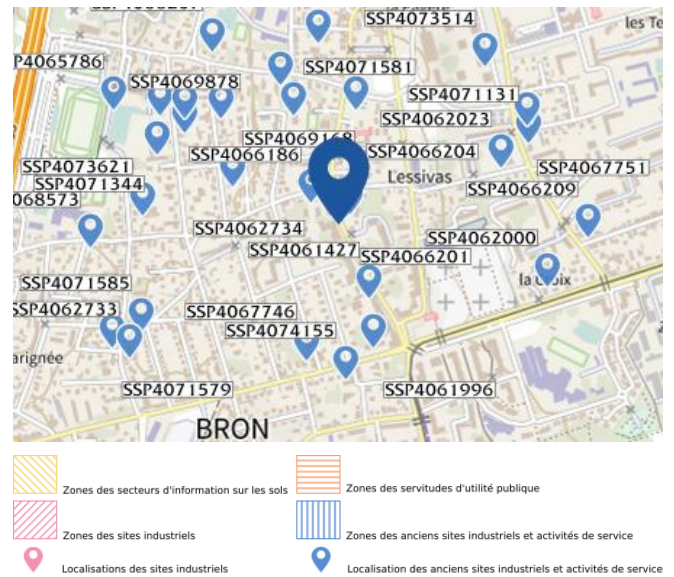 SSP4073514
les Te
P4065786
SSP4071581
SSP4069878
SSP4071131
SSP4062023
SSP4069168
SSP4066186
SSP4066204
SSP4073621
SSP4067751
Lessivas
SSP4071344
SSP4066209
068573
SSP4062734
SSP4062000
SSP4061427
SSP4066201
SSP4071585
SSP4062733
SSP4067746
SSP4074155
arignée
SSP4071579
SSP4061996
BRON
Zones des secteurs d'information sur les sols
Zones des servitudes d'utilité publique
Zones des sites industriels
Zones des anciens sites industriels et activités de service
Localisations des sites industriels
Localisation des anciens sites industriels et activités de service